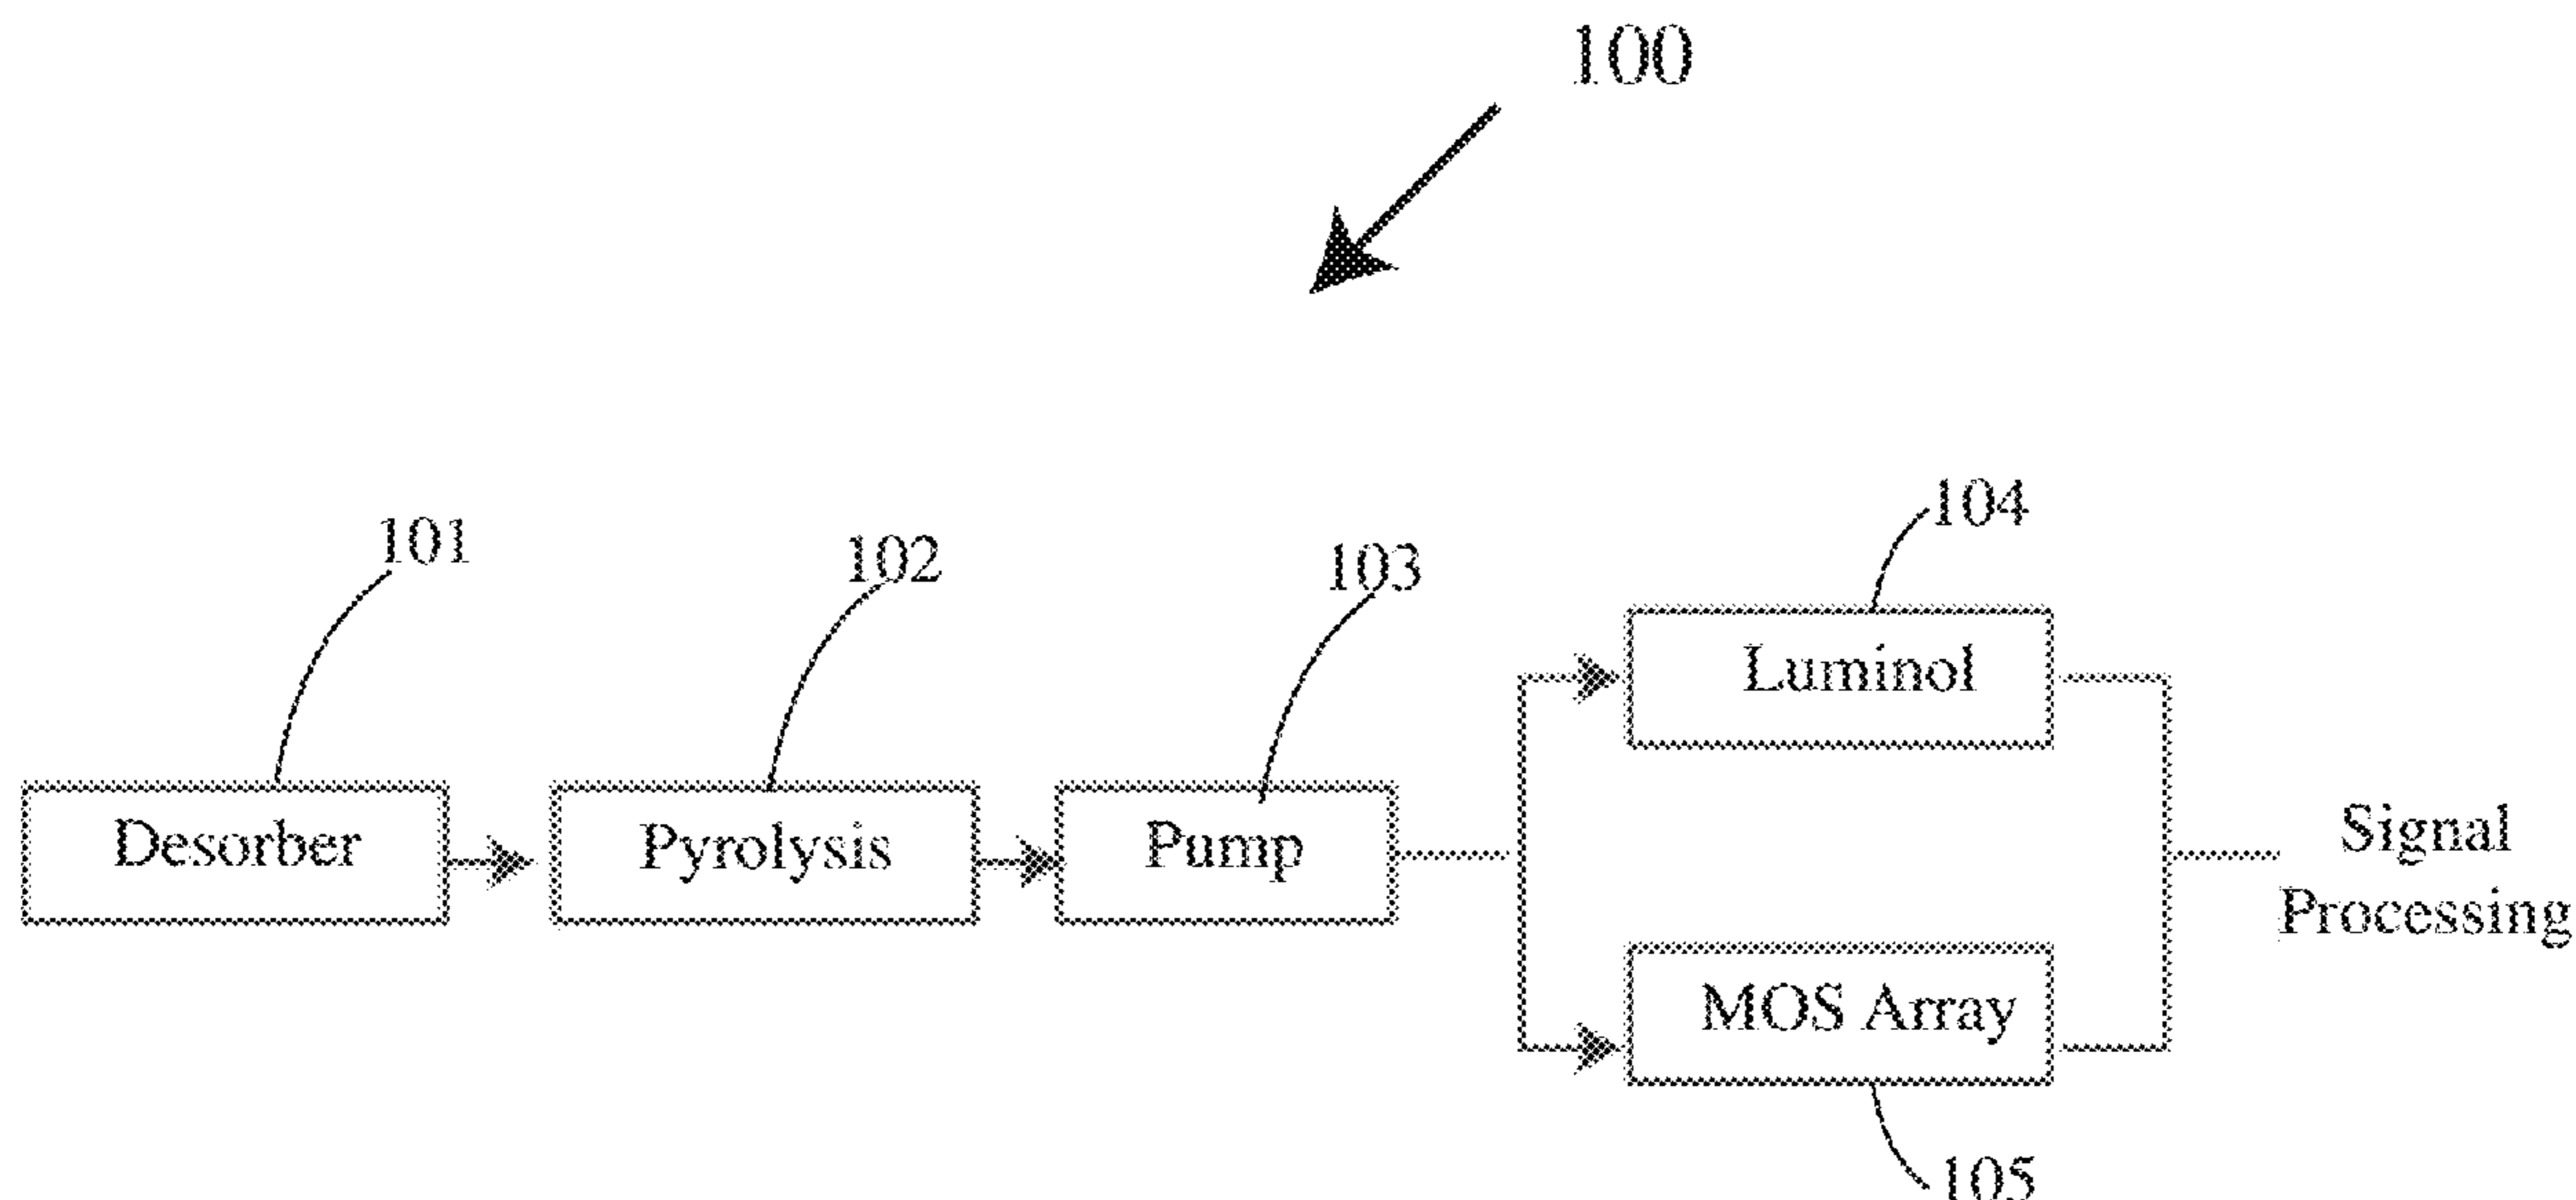 100
101
102
103
104
Luminol
Desorber
Pyrolysis
Pump
Signal
Processing
MOS Array
105